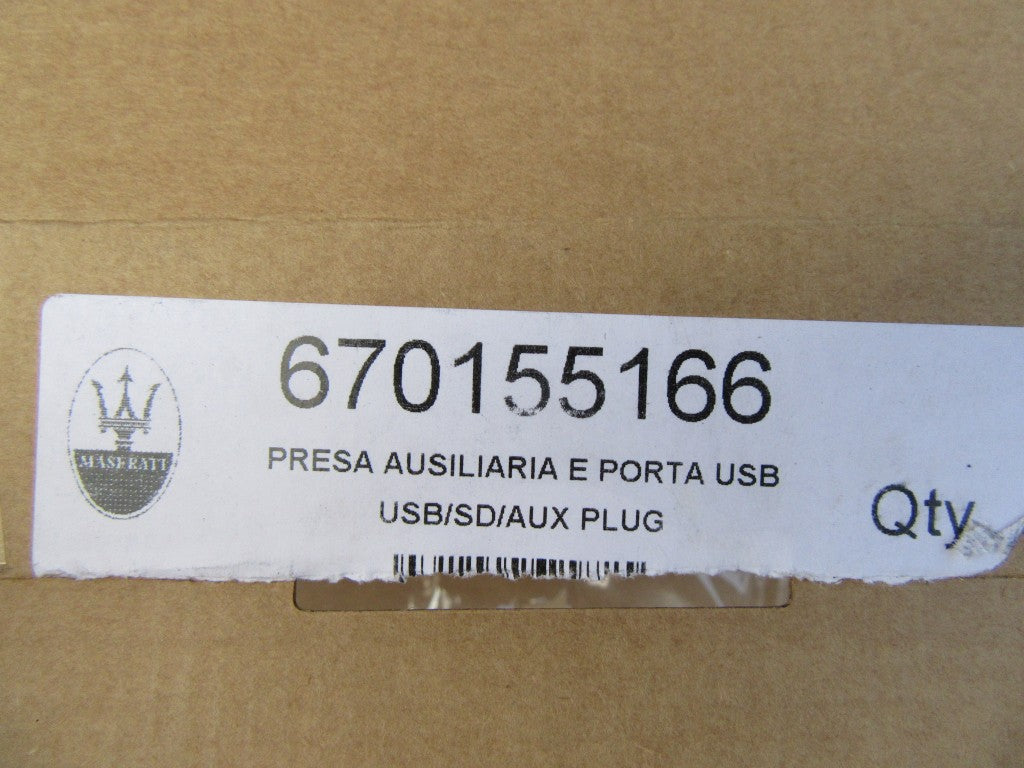 670155166
MASERATI
PRESA AUSILIARIA E PORTA USB
USB/SD/AUX PLUG
Qty